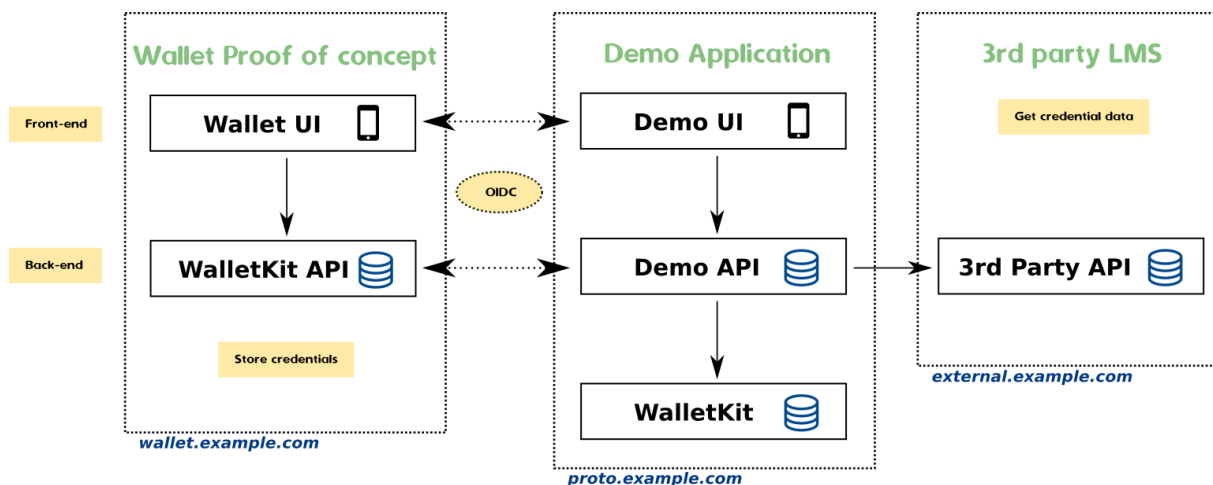 Wallet Proof of concept
Demo Application
3rd party LMS
Front-end
Wallet UI
Demo UI
Get credential data
OIDC
Back-end
WalletKit API
Demo API
3rd Party API
Store credentials
WalletKit
external.example.com
wallet.example.com
proto.example.com